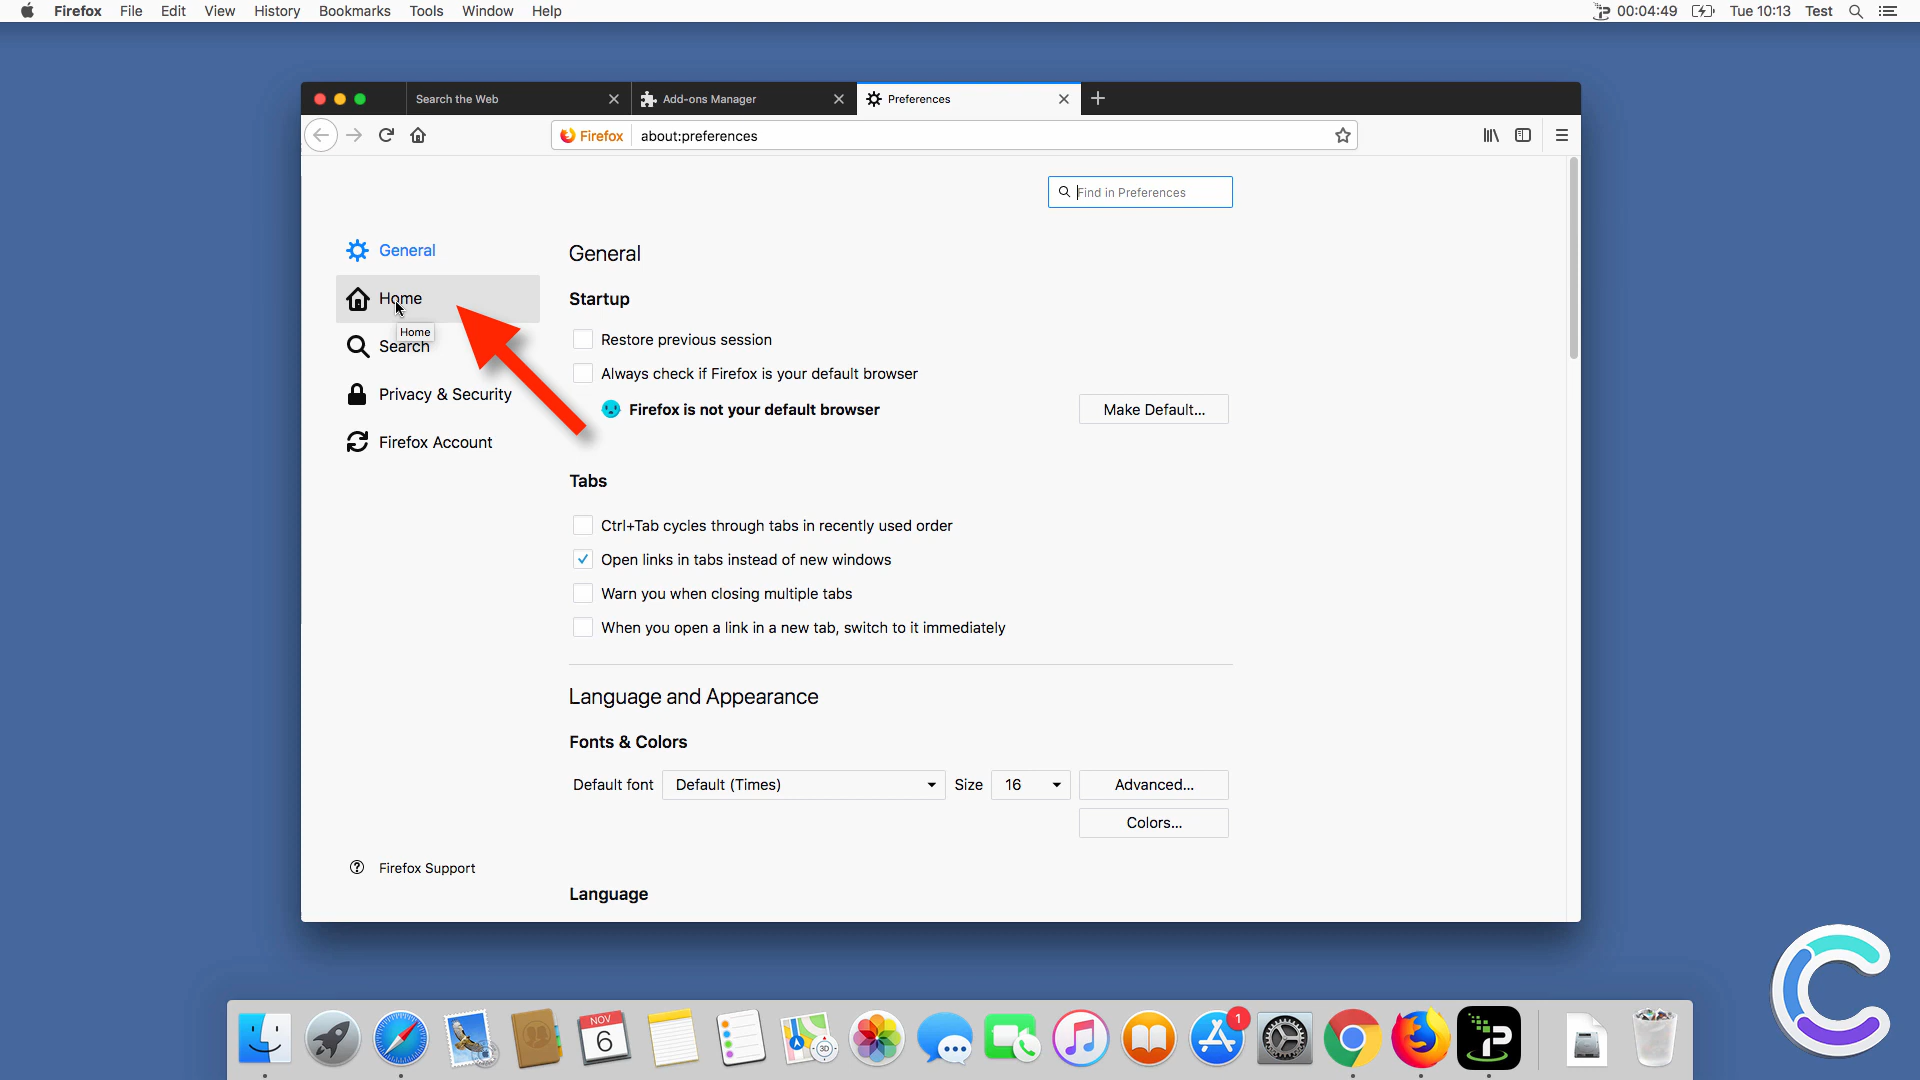 Firefox File Edit View History Bookmarks Tools Window Help 00:04:49 Tue 10:13 Test
Search the Web Add-ons Manager Preferences
Firefox about:preferences
Find in Preferences
General
Home
Home
Search
Privacy & Security
Firefox Account
Firefox Support
General
Startup
Restore previous session
Always check if Firefox is your default browser
Firefox is not your default browser Make Default...
Tabs
Ctrl+Tab cycles through tabs in recently used order
Open links in tabs instead of new windows
Warn you when closing multiple tabs
When you open a link in a new tab, switch to it immediately
Language and Appearance
Fonts & Colors
Default font Default (Times) Size 16 Advanced...
Colors...
Language
NOV
6
3D
1